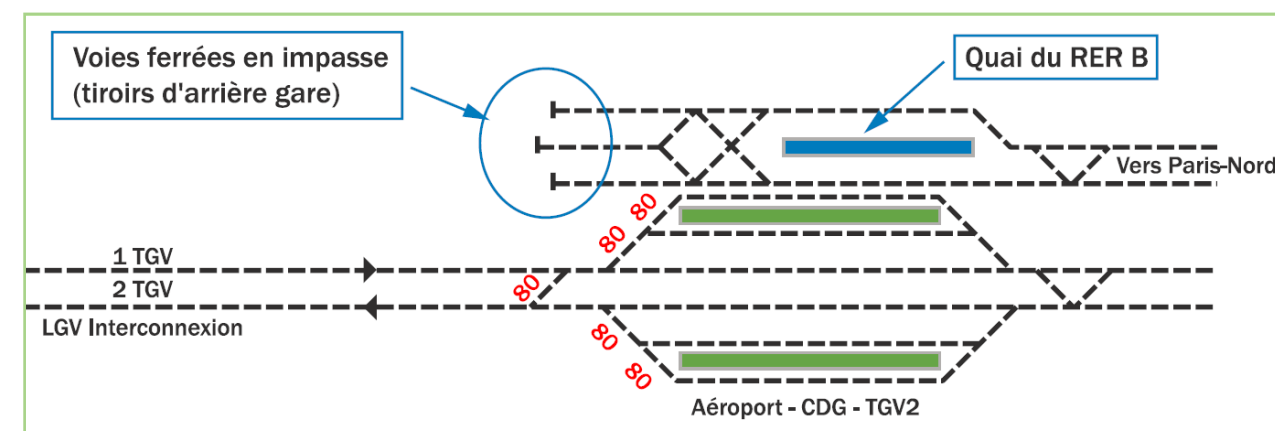 Voies ferrées en impasse
(tiroirs d'arrière gare)
Quai du RER B
Vers Paris-Nord
80
80
1 TGV
80
2 TGV
LGV Interconnexion
80
80
Aéroport - CDG - TGV2